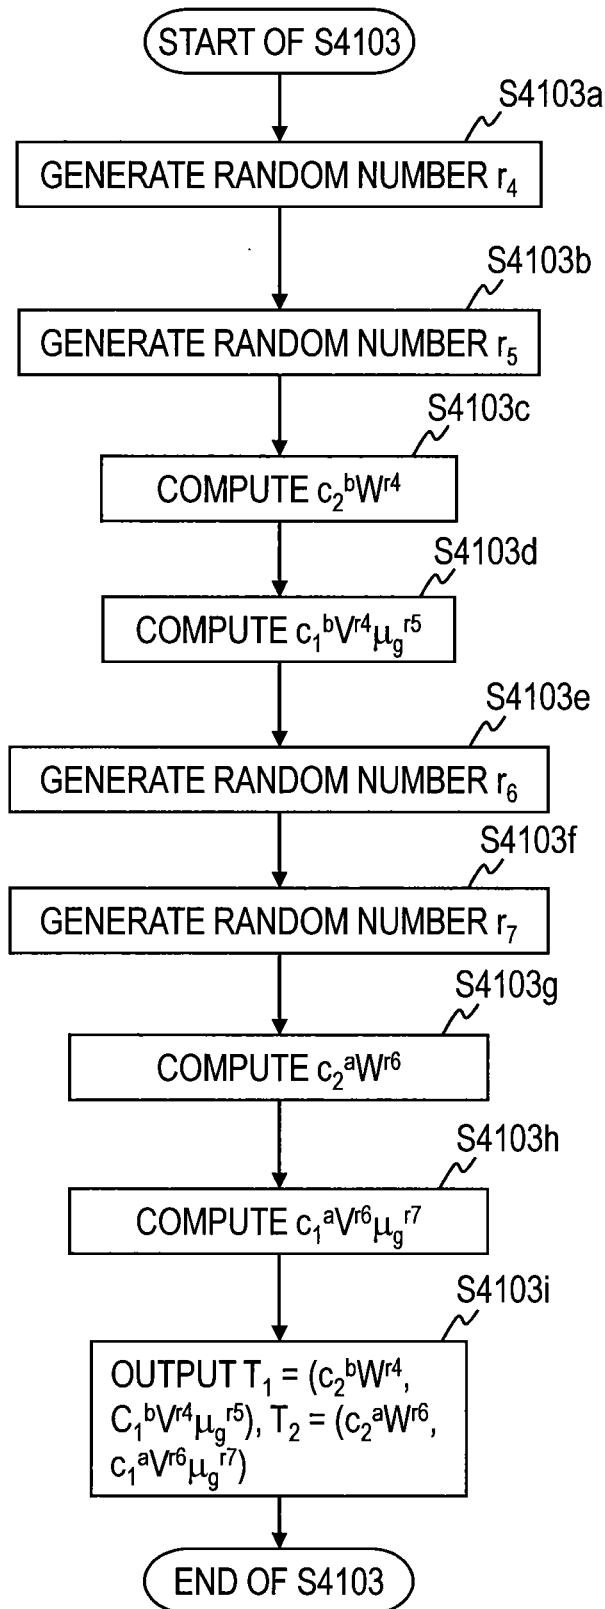 START OF S4103
S4103a
GENERATE RANDOM NUMBER r₄
S4103b
GENERATE RANDOM NUMBER r₅
S4103c
COMPUTE c₂ᵇWʳ⁴
S4103d
COMPUTE c₁ᵇVʳ⁴μgʳ⁵
S4103e
GENERATE RANDOM NUMBER r₆
S4103f
GENERATE RANDOM NUMBER r₇
S4103g
COMPUTE c₂ᵃWʳ⁶
S4103h
COMPUTE c₁ᵃVʳ⁶μgʳ⁷
S4103i
OUTPUT T₁ = (c₂ᵇWʳ⁴,
C₁ᵇVʳ⁴μgʳ⁵), T₂ = (c₂ᵃWʳ⁶,
c₁ᵃVʳ⁶μgʳ⁷)
END OF S4103